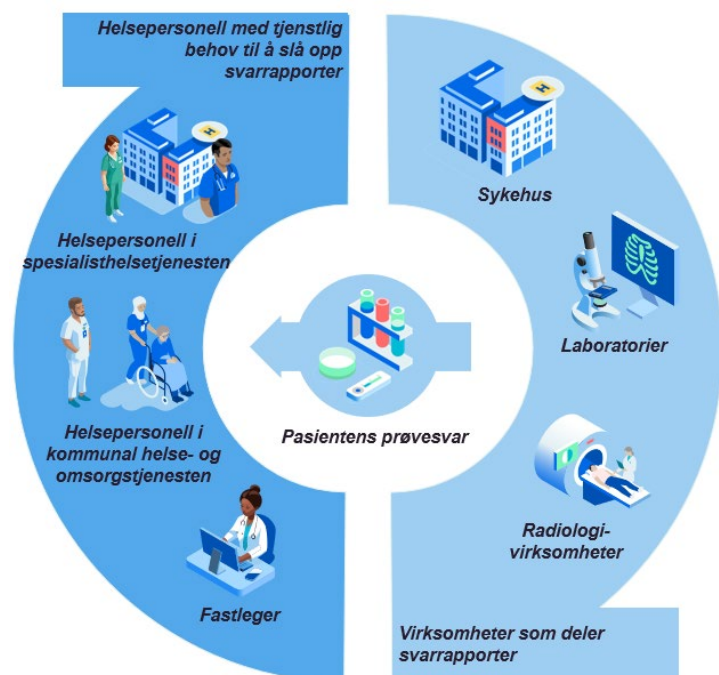 Helsepersonell med tjenstlig
behov til å slå opp
svarrapporter
H
Helsepersonell i
spesialisthelsetjenesten
Helsepersonell i
kommunal helse- og
omsorgstjenesten
Fastleger
Pasientens prøvesvar
H
Sykehus
Laboratorier
Radiologi-
virksomheter
Virksomheter som deler
svarrapporter